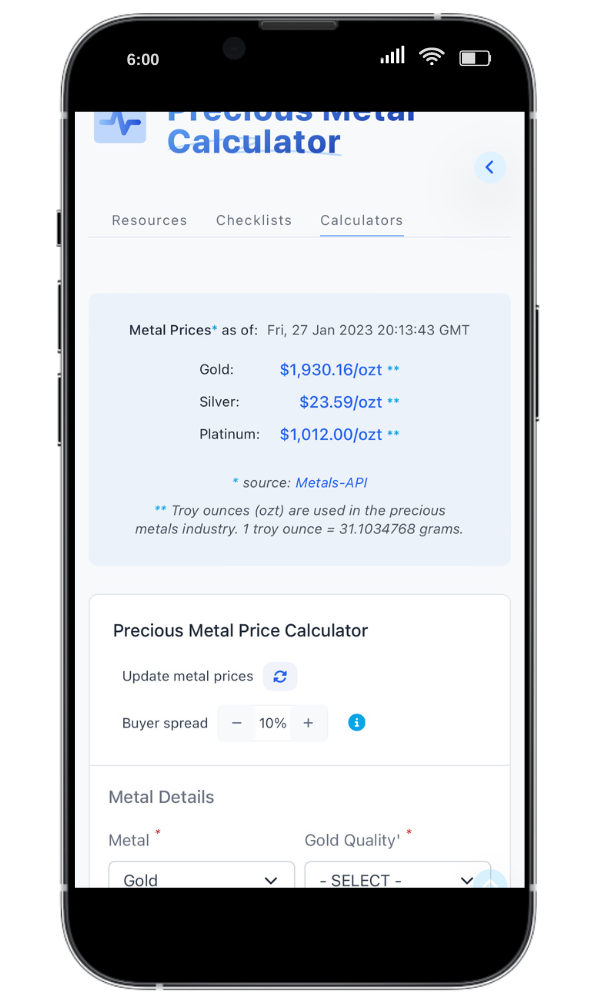 6:00
Precious Metal
Calculator
Resources Checklists Calculators
Metal Prices* as of: Fri, 27 Jan 2023 20:13:43 GMT
Gold: $1,930.16/ozt **
Silver: $23.59/ozt **
Platinum: $1,012.00/ozt **
* source: Metals-API
** Troy ounces (ozt) are used in the precious
metals industry. 1 troy ounce = 31.1034768 grams.
Precious Metal Price Calculator
Update metal prices
Buyer spread − 10% +
Metal Details
Metal * Gold Quality' *
Gold - SELECT -